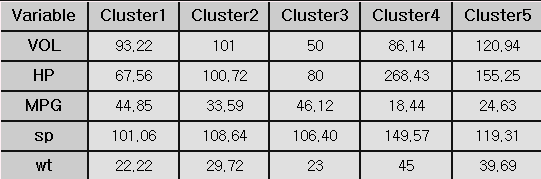 Variable Cluster1 Cluster2 Cluster3 Cluster4 Cluster5
VOL 93,22 101 50 86,14 120,94
HP 67,56 100,72 80 268,43 155,25
MPG 44,85 33,59 46,12 18,44 24,63
sp 101,06 108,64 106,40 149,57 119,31
wt 22,22 29,72 23 45 39,69